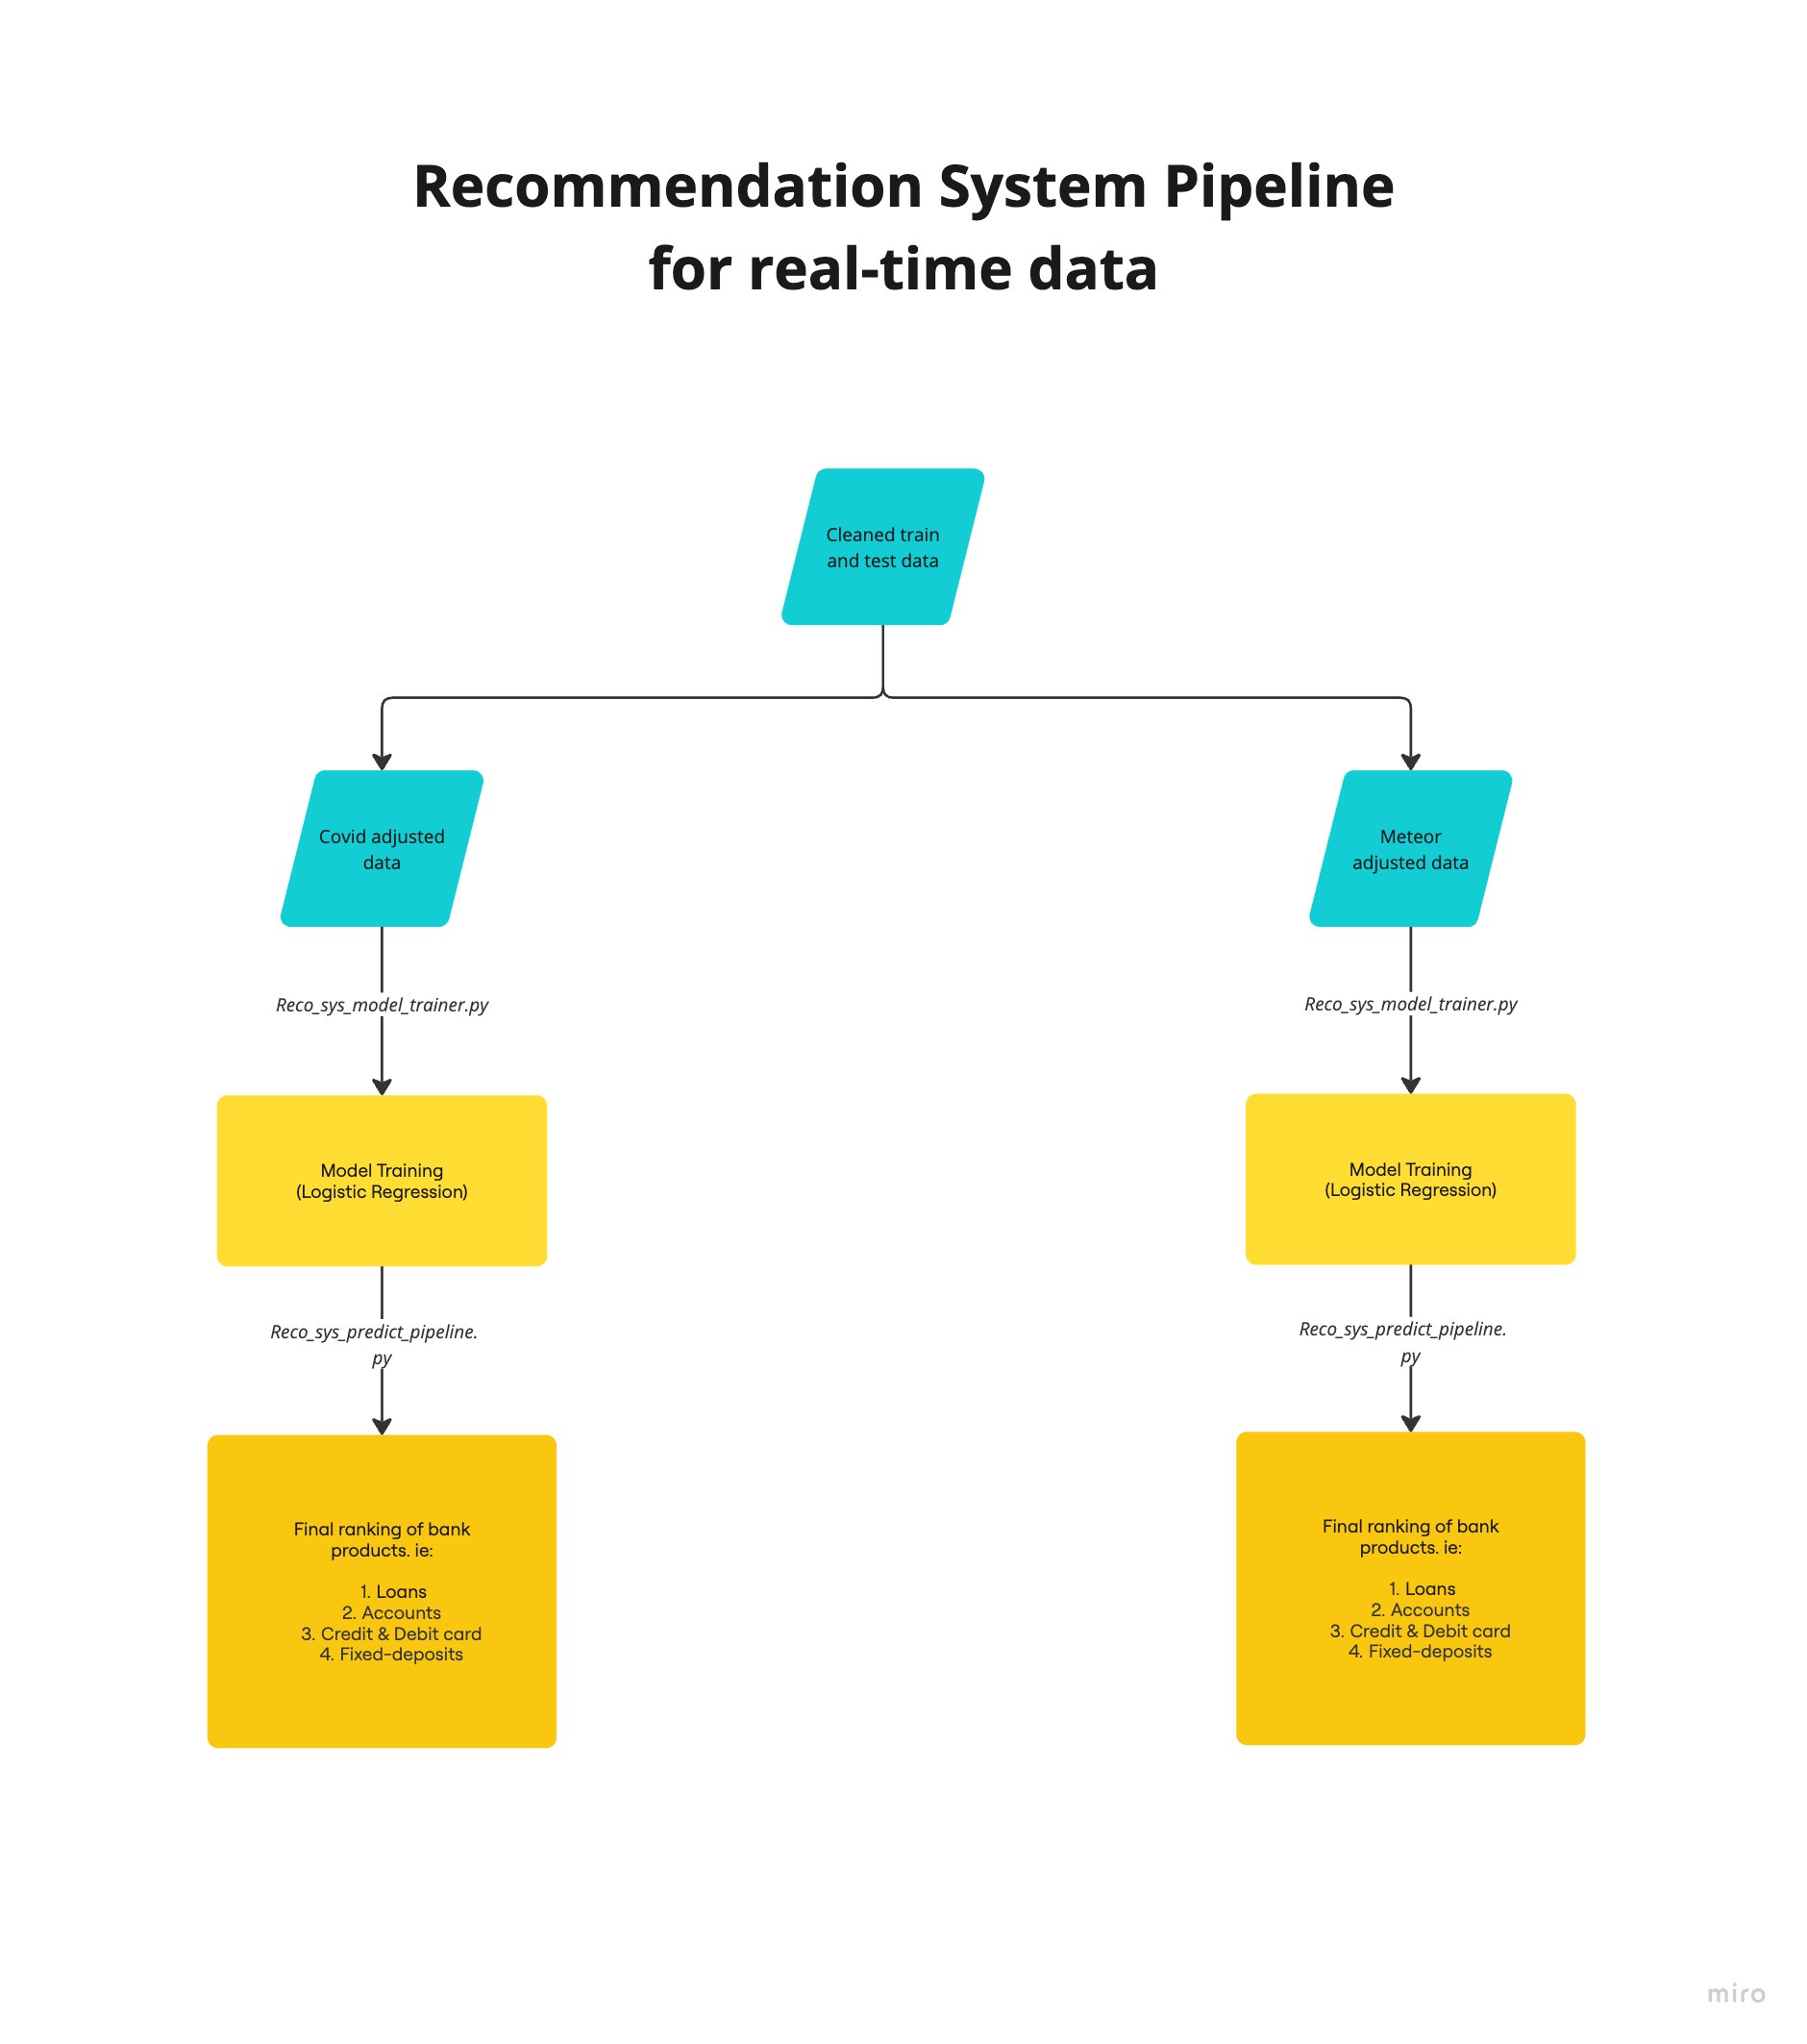 Recommendation System Pipeline
for real-time data
Cleaned train
and test data
Covid adjusted
data
Meteor
adjusted data
Reco_sys_model_trainer.py
Reco_sys_model_trainer.py
Model Training
(Logistic Regression)
Model Training
(Logistic Regression)
Reco_sys_predict_pipeline.
py
Reco_sys_predict_pipeline.
py
Final ranking of bank
products. ie:
1. Loans
2. Accounts
3. Credit & Debit card
4. Fixed-deposits
Final ranking of bank
products. ie:
1. Loans
2. Accounts
3. Credit & Debit card
4. Fixed-deposits
miro